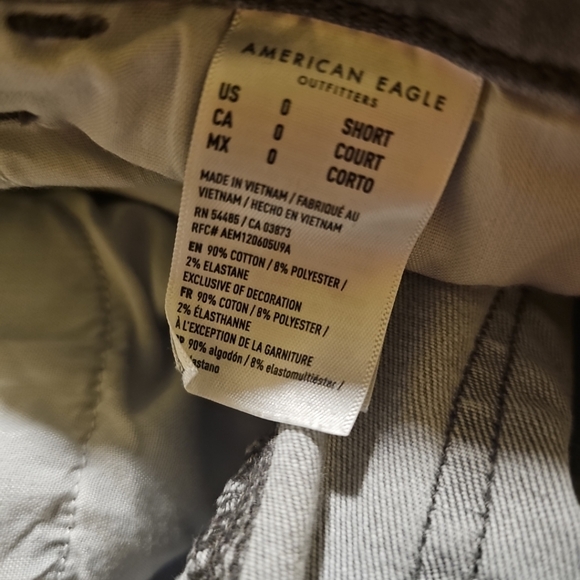 AMERICAN EAGLE
OUTFITTERS
US 0 SHORT
CA 0 COURT
MX 0 CORTO
MADE IN VIETNAM / FABRIQUÉ AU
VIETNAM / HECHO EN VIETNAM
RN 54485 / CA 03873
RFC# AEM120605U9A
EN 90% COTTON / 8% POLYESTER /
2% ELASTANE
EXCLUSIVE OF DECORATION
FR 90% COTON / 8% POLYESTER /
2% ÉLASTHANNE
À L'EXCEPTION DE LA GARNITURE
90% algodón / 8% elastomultiéster /